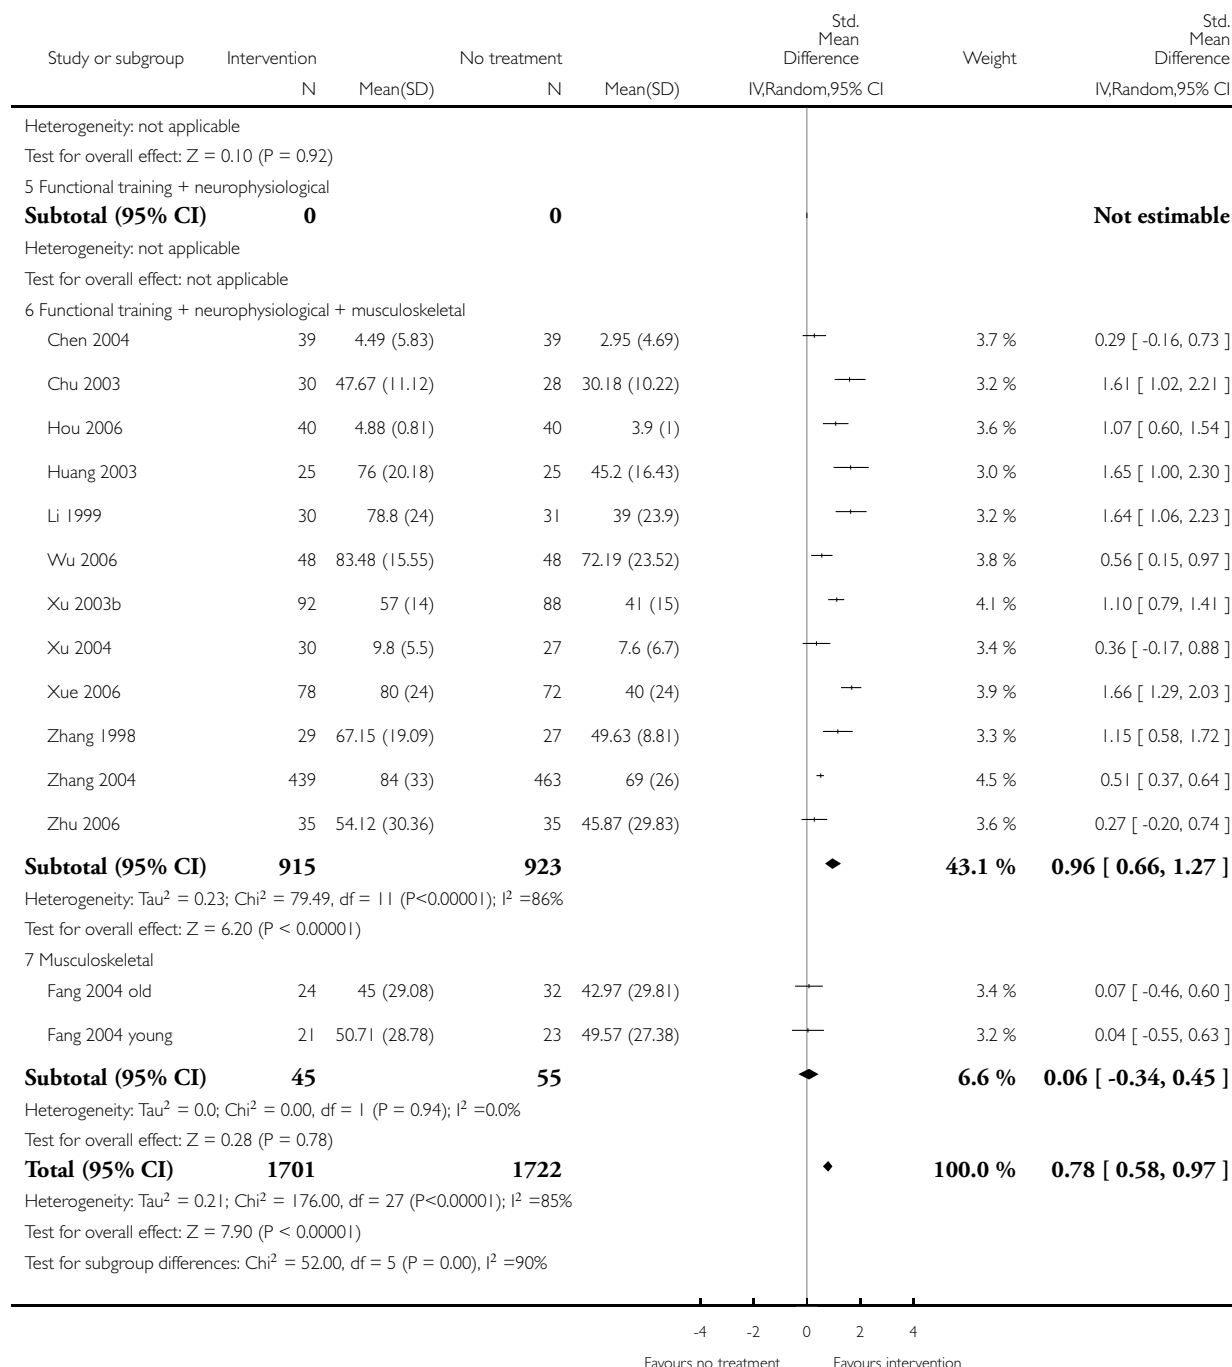 Study or subgroup Intervention No treatment Std. Mean Difference Weight Std. Mean Difference
N Mean(SD) N Mean(SD) IV,Random,95% CI IV,Random,95% CI
Heterogeneity: not applicable
Test for overall effect: Z = 0.10 (P = 0.92)
5 Functional training + neurophysiological
Subtotal (95% CI) 0 0 Not estimable
Heterogeneity: not applicable
Test for overall effect: not applicable
6 Functional training + neurophysiological + musculoskeletal
Chen 2004 39 4.49 (5.83) 39 2.95 (4.69) 3.7 % 0.29 [ -0.16, 0.73 ]
Chu 2003 30 47.67 (11.12) 28 30.18 (10.22) 3.2 % 1.61 [ 1.02, 2.21 ]
Hou 2006 40 4.88 (0.81) 40 3.9 (1) 3.6 % 1.07 [ 0.60, 1.54 ]
Huang 2003 25 76 (20.18) 25 45.2 (16.43) 3.0 % 1.65 [ 1.00, 2.30 ]
Li 1999 30 78.8 (24) 31 39 (23.9) 3.2 % 1.64 [ 1.06, 2.23 ]
Wu 2006 48 83.48 (15.55) 48 72.19 (23.52) 3.8 % 0.56 [ 0.15, 0.97 ]
Xu 2003b 92 57 (14) 88 41 (15) 4.1 % 1.10 [ 0.79, 1.41 ]
Xu 2004 30 9.8 (5.5) 27 7.6 (6.7) 3.4 % 0.36 [ -0.17, 0.88 ]
Xue 2006 78 80 (24) 72 40 (24) 3.9 % 1.66 [ 1.29, 2.03 ]
Zhang 1998 29 67.15 (19.09) 27 49.63 (8.81) 3.3 % 1.15 [ 0.58, 1.72 ]
Zhang 2004 439 84 (33) 463 69 (26) 4.5 % 0.51 [ 0.37, 0.64 ]
Zhu 2006 35 54.12 (30.36) 35 45.87 (29.83) 3.6 % 0.27 [ -0.20, 0.74 ]
Subtotal (95% CI) 915 923 43.1 % 0.96 [ 0.66, 1.27 ]
Heterogeneity: Tau² = 0.23; Chi² = 79.49, df = 11 (P<0.00001); I² =86%
Test for overall effect: Z = 6.20 (P < 0.00001)
7 Musculoskeletal
Fang 2004 old 24 45 (29.08) 32 42.97 (29.81) 3.4 % 0.07 [ -0.46, 0.60 ]
Fang 2004 young 21 50.71 (28.78) 23 49.57 (27.38) 3.2 % 0.04 [ -0.55, 0.63 ]
Subtotal (95% CI) 45 55 6.6 % 0.06 [ -0.34, 0.45 ]
Heterogeneity: Tau² = 0.0; Chi² = 0.00, df = 1 (P = 0.94); I² =0.0%
Test for overall effect: Z = 0.28 (P = 0.78)
Total (95% CI) 1701 1722 100.0 % 0.78 [ 0.58, 0.97 ]
Heterogeneity: Tau² = 0.21; Chi² = 176.00, df = 27 (P<0.00001); I² =85%
Test for overall effect: Z = 7.90 (P < 0.00001)
Test for subgroup differences: Chi² = 52.00, df = 5 (P = 0.00), I² =90%
-4 -2 0 2 4
Favours no treatment Favours intervention